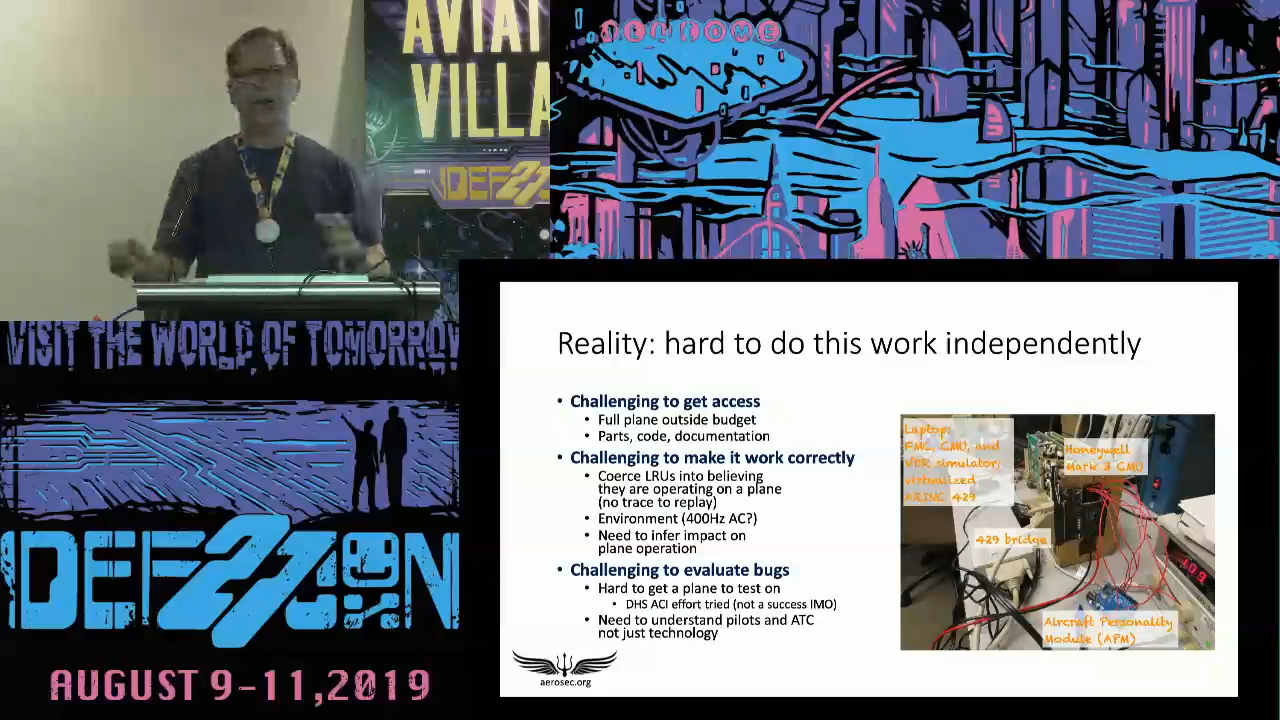 AVIAT
VILLA
DEF27
WELCOME
VISIT THE WORLD OF TOMORROW
DEF27CON
AUGUST 9-11,2019
Reality: hard to do this work independently
• Challenging to get access
• Full plane outside budget
• Parts, code, documentation
• Challenging to make it work correctly
• Coerce LRUs into believing
they are operating on a plane
(no trace to replay)
• Environment (400Hz AC?)
• Need to infer impact on
plane operation
• Challenging to evaluate bugs
• Hard to get a plane to test on
• DHS ACI effort tried (not a success IMO)
• Need to understand pilots and ATC
not just technology
aerosec.org
Laptop:
FMC, CMU, and
VDR simulator;
virtualized
ARINC 429
Honeywell
Mark 3 CMU
429 bridge
Aircraft Personality
Module (APM)